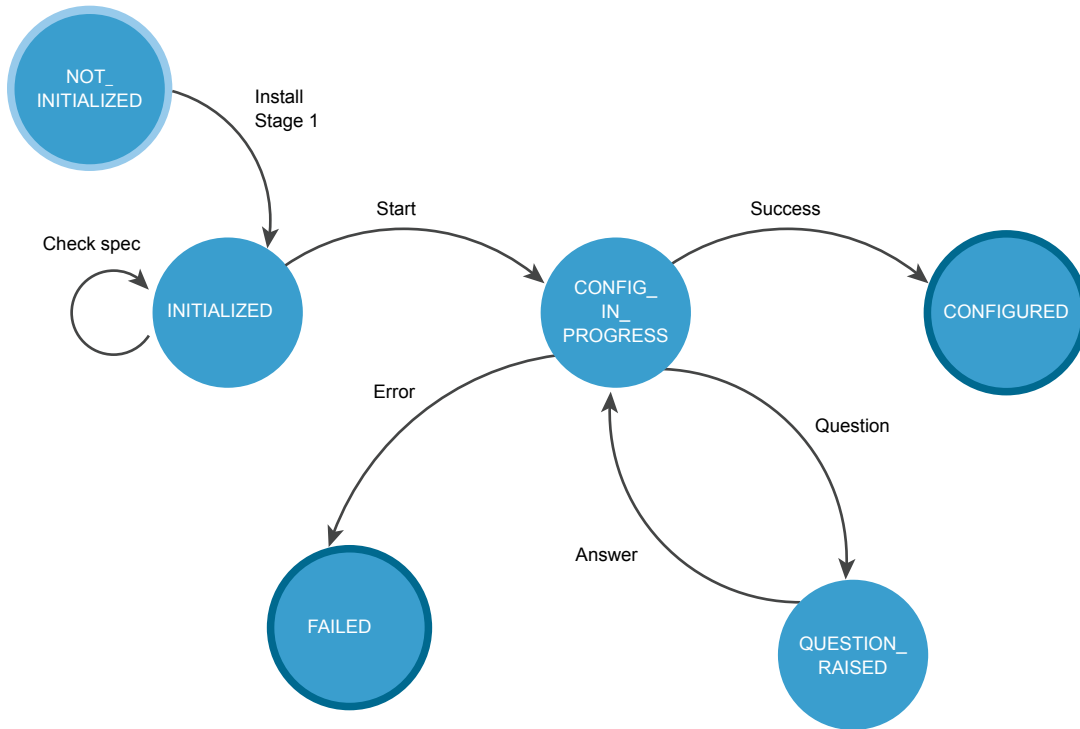 NOT_
INITIALIZED
Install
Stage 1
Start
Success
Check spec
INITIALIZED
CONFIG_
IN_
PROGRESS
CONFIGURED
Error
Question
Answer
FAILED
QUESTION_
RAISED